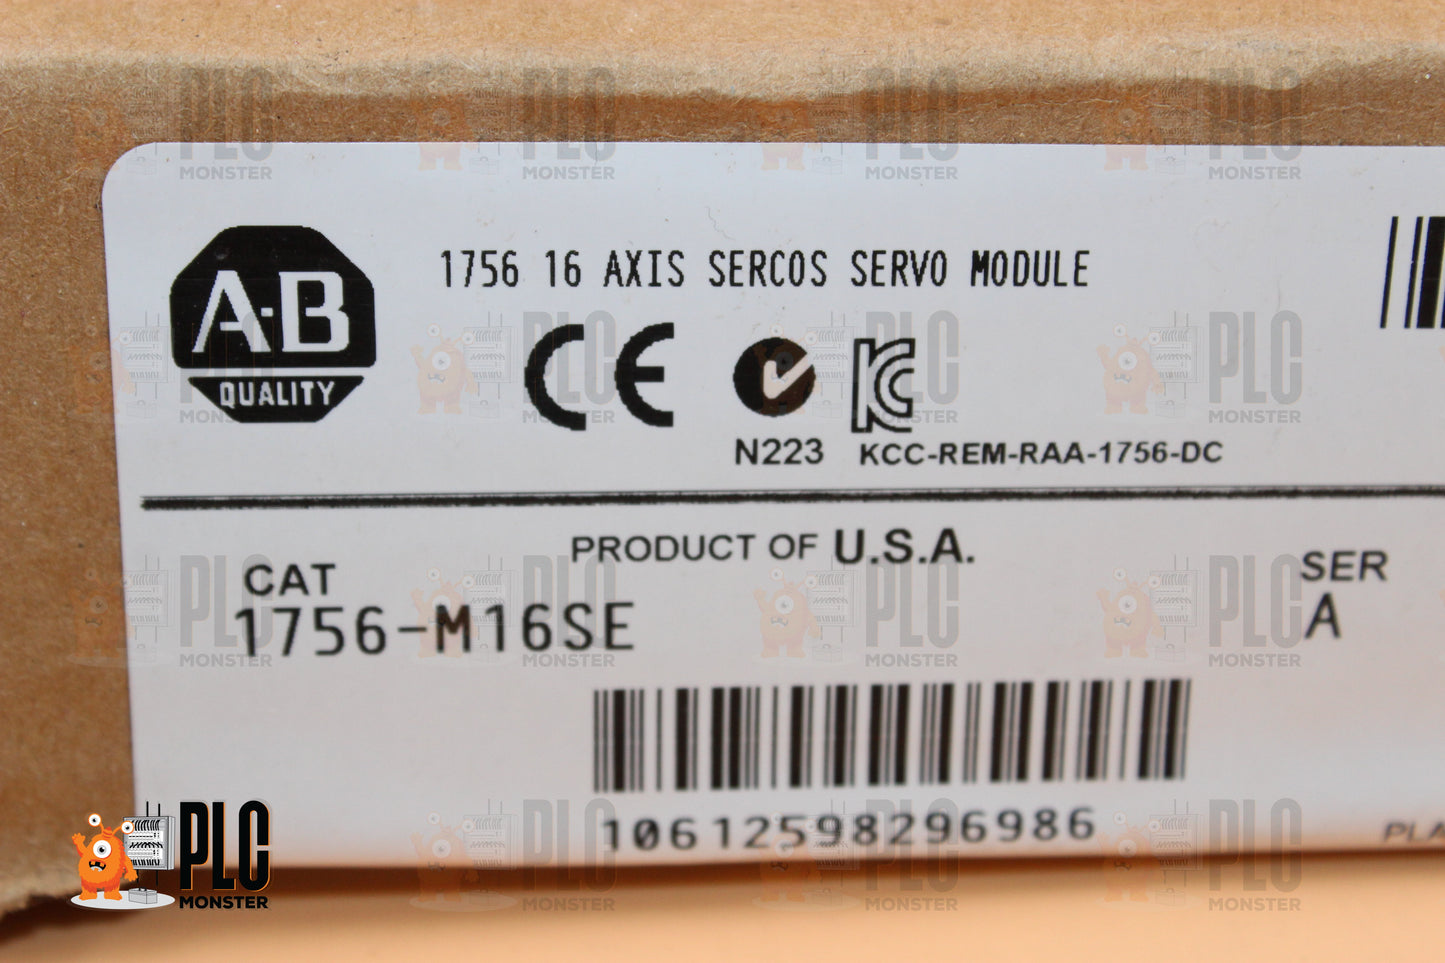 1756 16 AXIS SERCOS SERVO MODULE
A-B
QUALITY
CE
N223
KC
KCC-REM-RAA-1756-DC
PRODUCT OF U.S.A.
CAT
1756-M16SE
SER
A
10612598296986
PLC
MONSTER